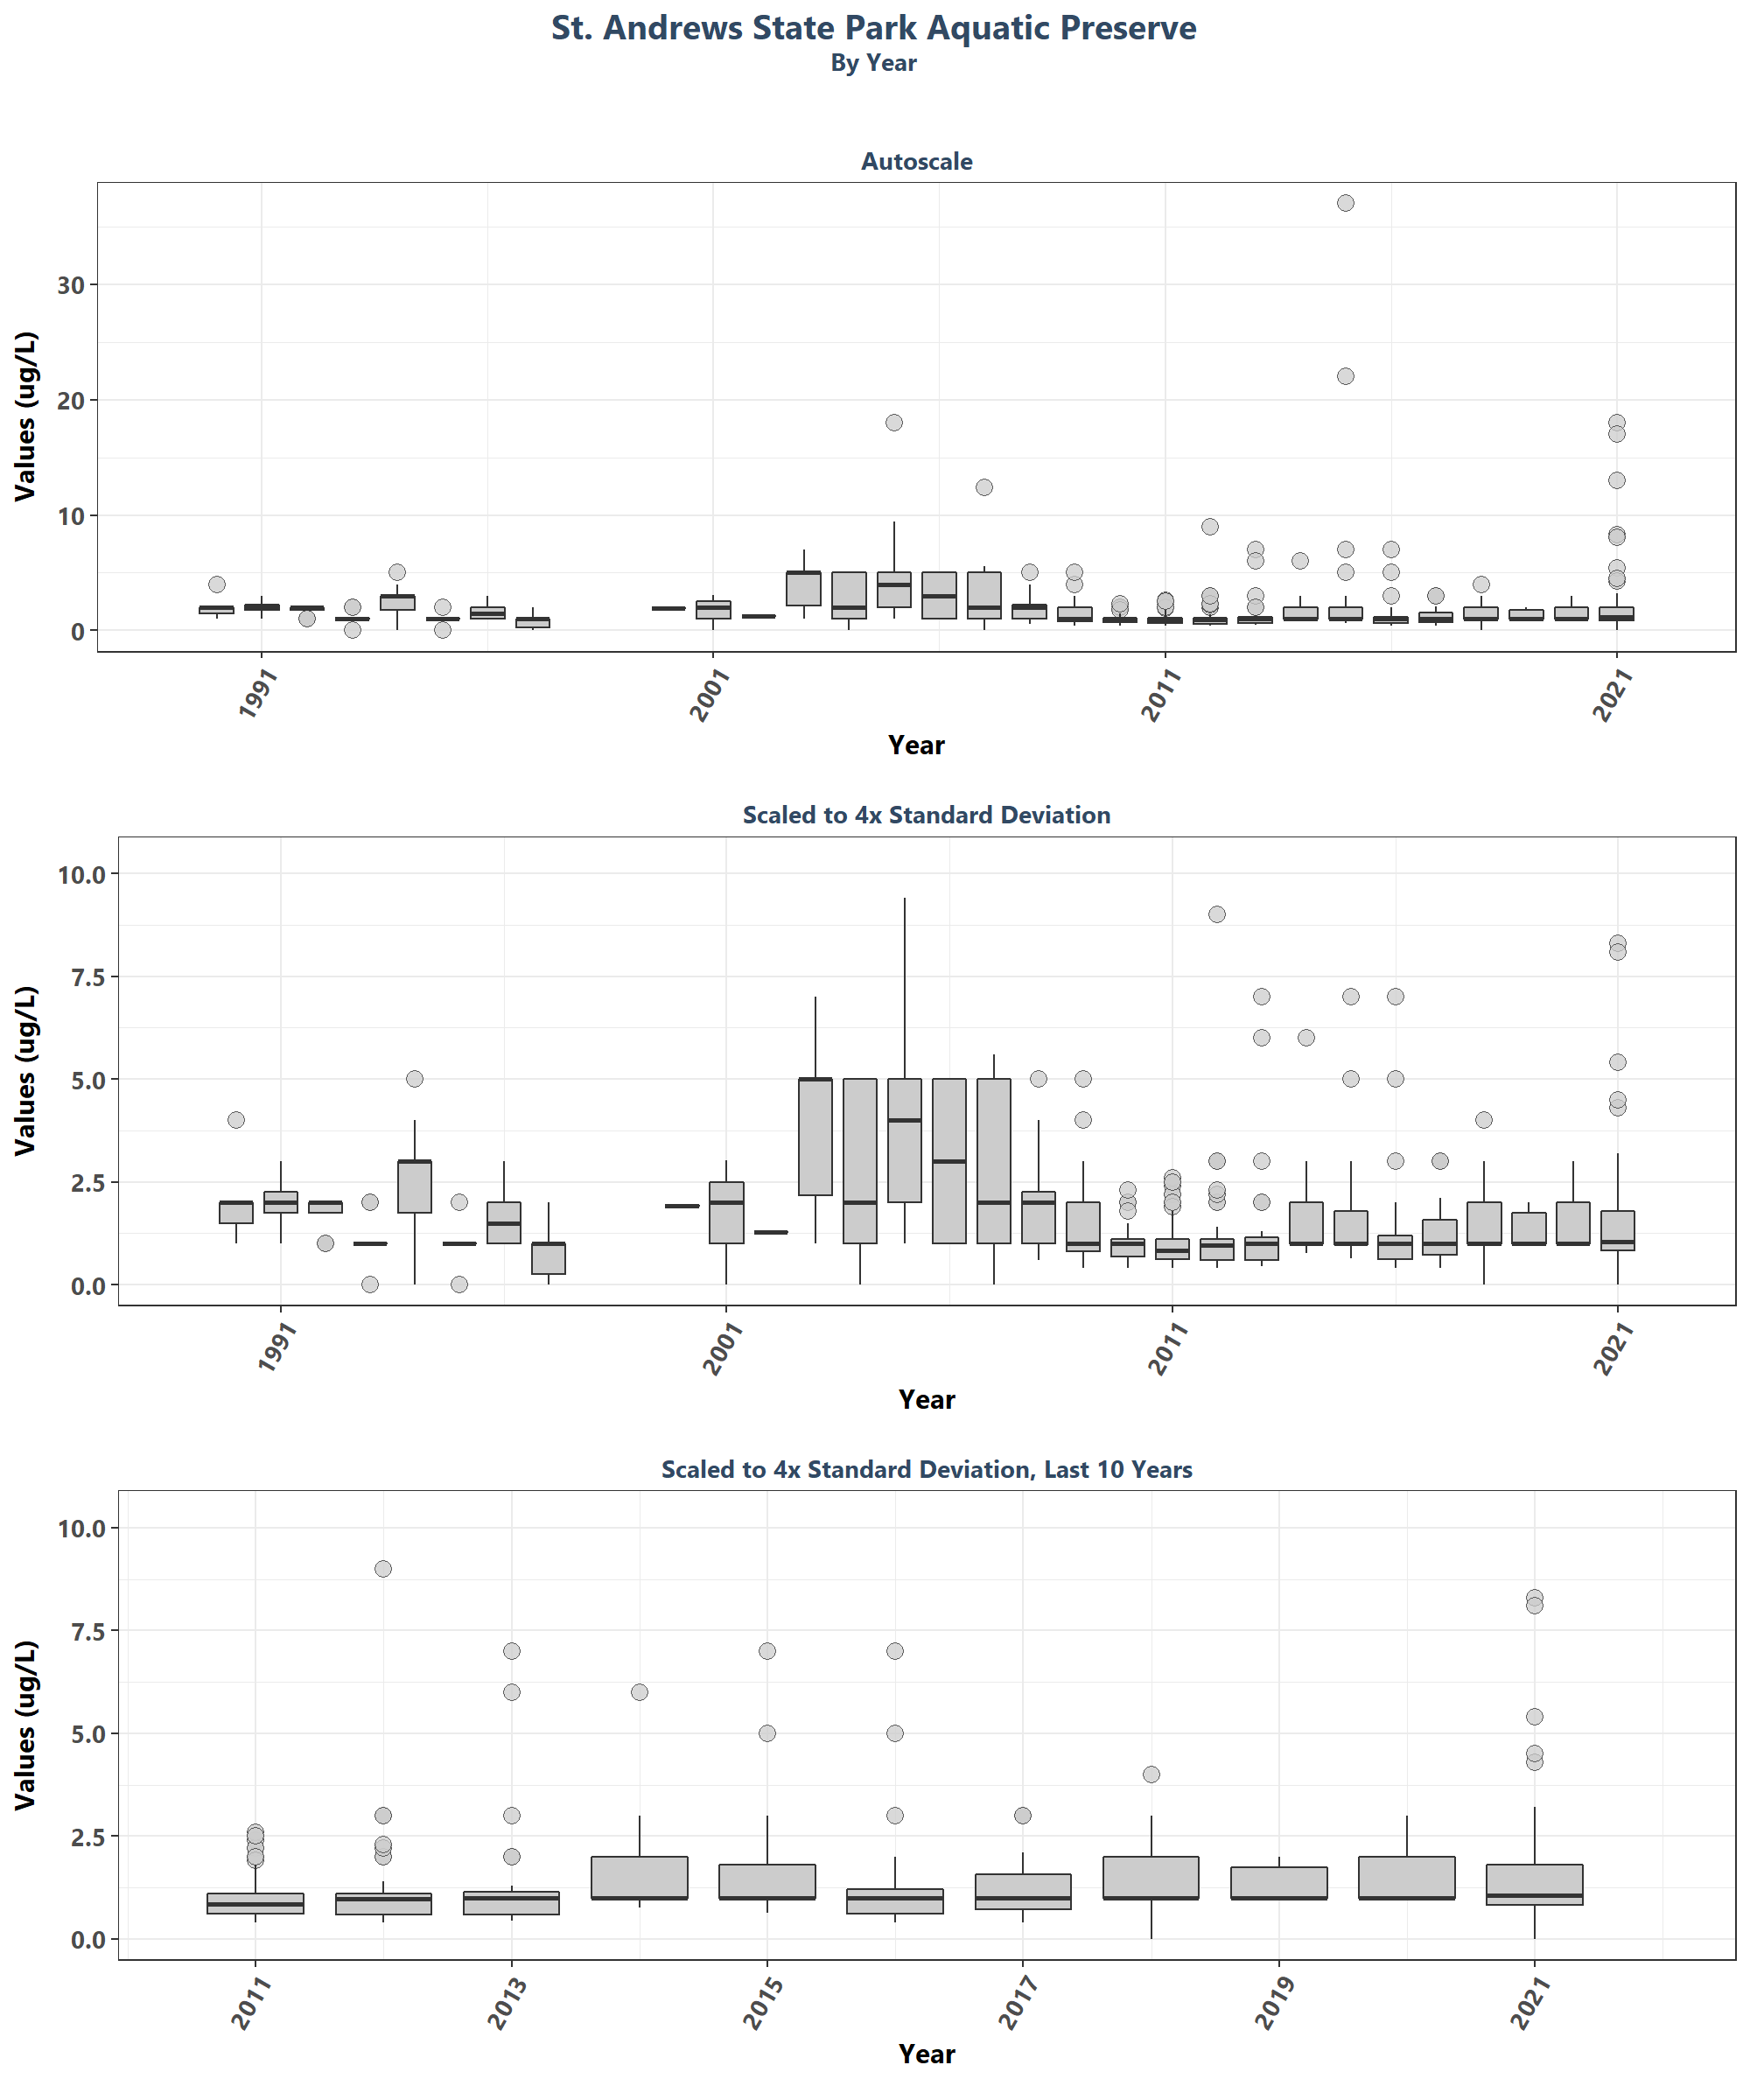 St. Andrews State Park Aquatic Preserve
By Year
Autoscale
Values (ug/L)
30
20
10
0
1991
2001
2011
2021
Year
Scaled to 4x Standard Deviation
Values (ug/L)
10.0
7.5
5.0
2.5
0.0
1991
2001
2011
2021
Year
Scaled to 4x Standard Deviation, Last 10 Years
Values (ug/L)
10.0
7.5
5.0
2.5
0.0
2011
2013
2015
2017
2019
2021
Year